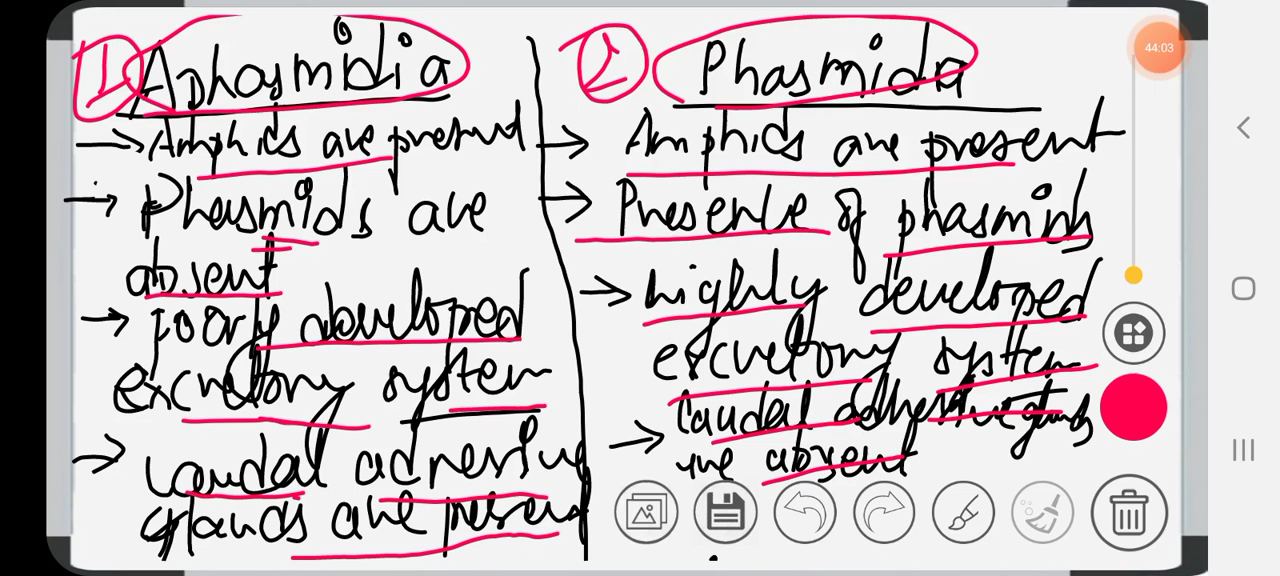 1 Aphasmidia
→ Amphids are present
→ Phasmids are
absent
→ poorly developed
excretory system
→ caudal adhesive
glands are present
2 Phasmida
→ Amphids are present
→ Presence of phasmids
→ highly developed
excretory system
→ caudal adhesive glands
are absent
44:03